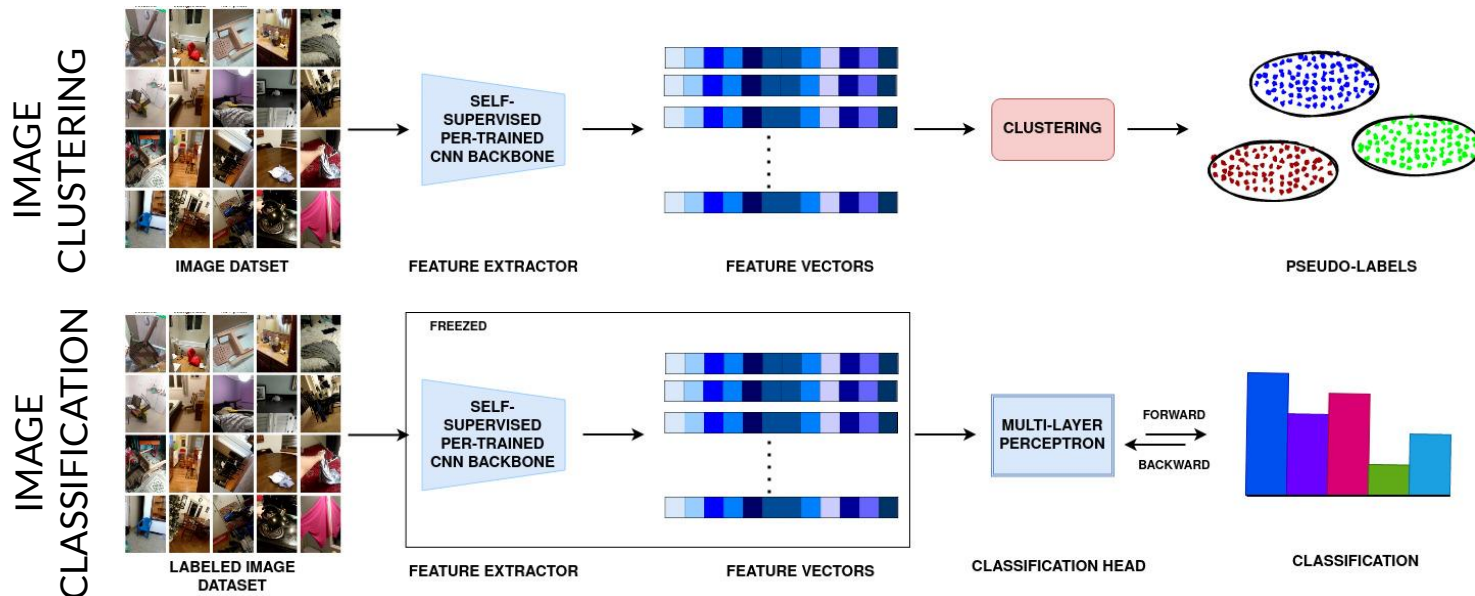 IMAGE
CLUSTERING
SELF-
SUPERVISED
PER-TRAINED
CNN BACKBONE
CLUSTERING
IMAGE DATSET
FEATURE EXTRACTOR
FEATURE VECTORS
PSEUDO-LABELS
IMAGE
CLASSIFICATION
FREEZED
SELF-
SUPERVISED
PER-TRAINED
CNN BACKBONE
MULTI-LAYER
PERCEPTRON
FORWARD
BACKWARD
LABELED IMAGE
DATASET
FEATURE EXTRACTOR
FEATURE VECTORS
CLASSIFICATION HEAD
CLASSIFICATION